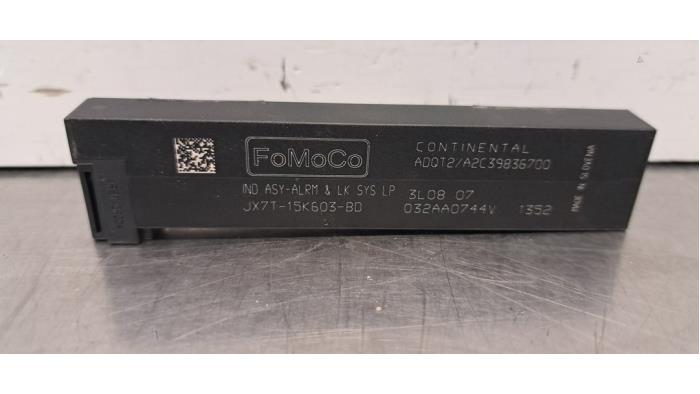 FoMoCo
CONTINENTAL
ADQT2/A2C39836700
IND ASY-ALRM & LK SYS LP
3L08 07
JX7T-15K603-BD
032AA0744V 1352
MADE IN SLOVENIA